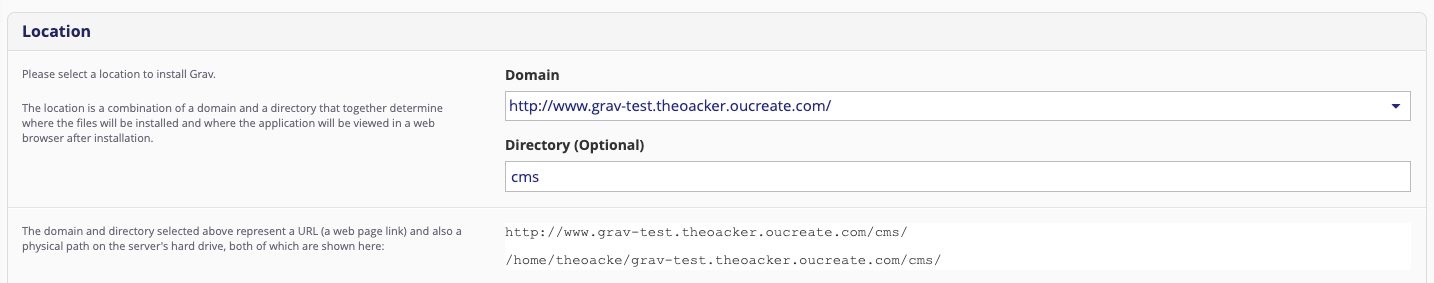 Location
Please select a location to install Grav.
The location is a combination of a domain and a directory that together determine
where the files will be installed and where the application will be viewed in a web
browser after installation.
Domain
http://www.grav-test.theoacker.oucreate.com/
Directory (Optional)
cms
The domain and directory selected above represent a URL (a web page link) and also a
physical path on the server's hard drive, both of which are shown here:
http://www.grav-test.theoacker.oucreate.com/cms/
/home/theoacke/grav-test.theoacker.oucreate.com/cms/